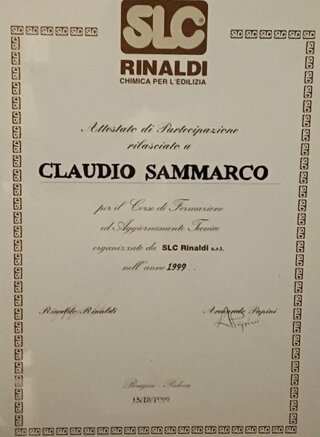 SLC
RINALDI
CHIMICA PER L'EDILIZIA
Attestato di Partecipazione
rilasciato a
CLAUDIO SAMMARCO
per il Corso di Formazione
ed Aggiornamento Tecnico
organizzato da SLC Rinaldi s.r.l.
nell'anno 1999
Rinaldo Rinaldi
Papini
Padova
15/10/1999